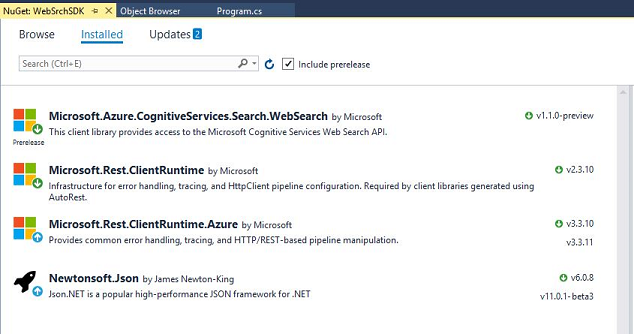 NuGet: WebSrchSDK Object Browser Program.cs
Browse Installed Updates 2
Search (Ctrl+E) Include prerelease
Microsoft.Azure.CognitiveServices.Search.WebSearch by Microsoft v1.1.0-preview
This client library provides access to the Microsoft Cognitive Services Web Search API.
Prerelease
Microsoft.Rest.ClientRuntime by Microsoft v2.3.10
Infrastructure for error handling, tracing, and HttpClient pipeline configuration. Required by client libraries generated using
AutoRest.
Microsoft.Rest.ClientRuntime.Azure by Microsoft v3.3.10
Provides common error handling, tracing, and HTTP/REST-based pipeline manipulation. v3.3.11
Newtonsoft.Json by James Newton-King v6.0.8
Json.NET is a popular high-performance JSON framework for .NET v11.0.1-beta3